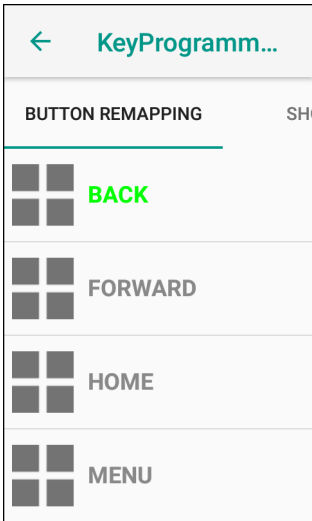 KeyProgramm...
BUTTON REMAPPING
BACK
FORWARD
HOME
MENU